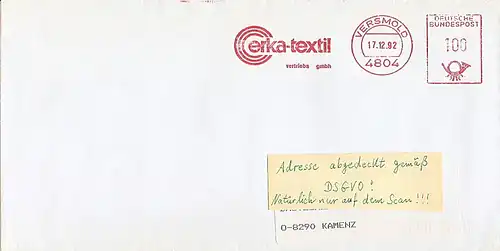 erka-textil
vertriebs gmbh
VERSMOLD
17.12.92
4804
DEUTSCHE
BUNDESPOST
100
Adresse abgedeckt gemäß
DSGVO!
Natürlich nur auf dem Scan!!!
O-8290 KAMENZ